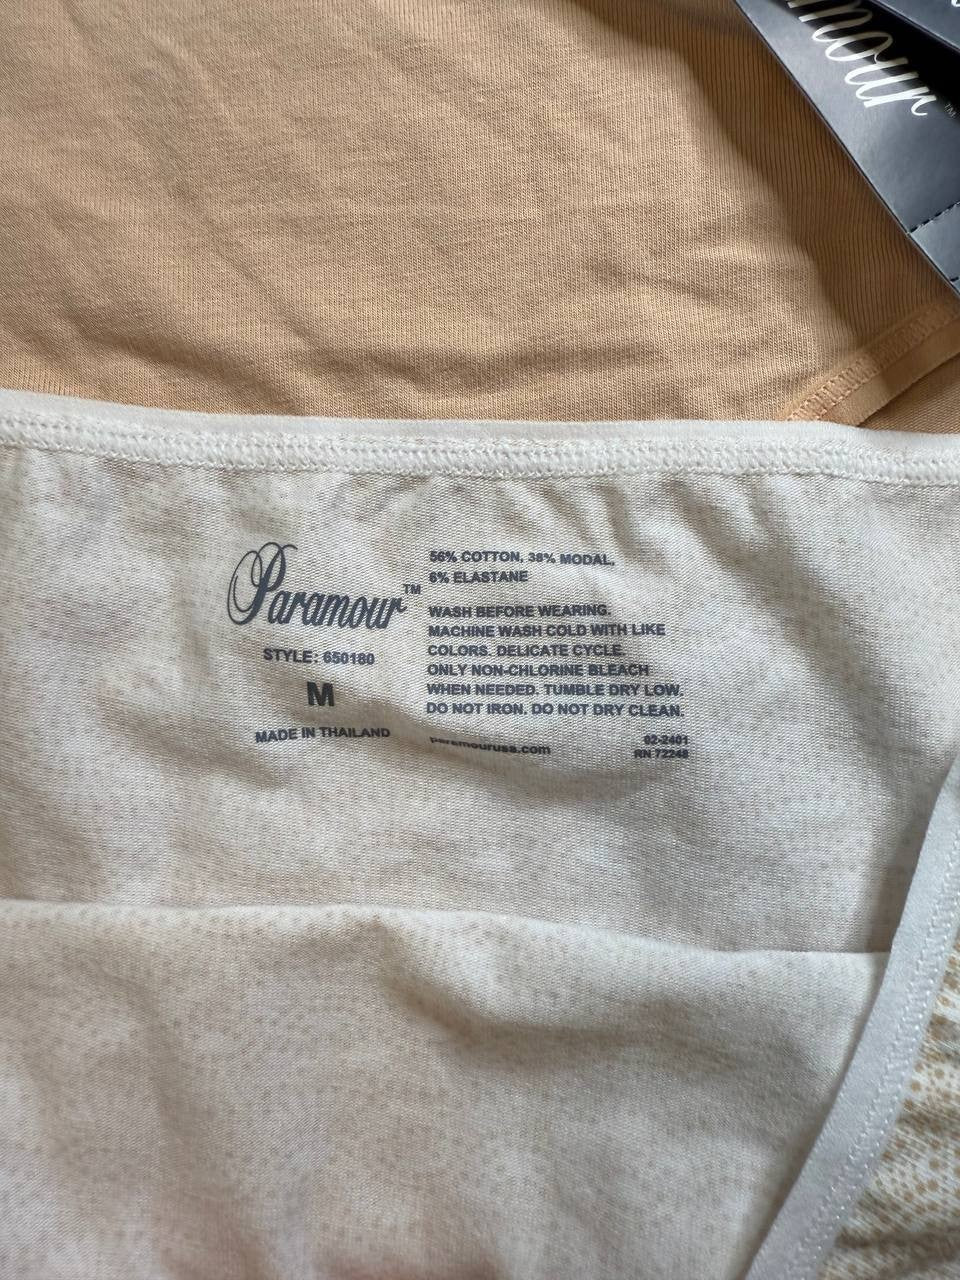 mour™
Paramour™
STYLE: 650180
M
MADE IN THAILAND
56% COTTON, 38% MODAL,
6% ELASTANE
WASH BEFORE WEARING.
MACHINE WASH COLD WITH LIKE
COLORS. DELICATE CYCLE.
ONLY NON-CHLORINE BLEACH
WHEN NEEDED. TUMBLE DRY LOW.
DO NOT IRON. DO NOT DRY CLEAN.
paramourusa.com
02-2401
RN 72248